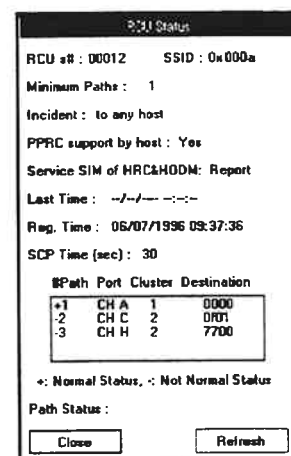 RCU Status
RCU s# : 00012 SSID : 0x000a
Minimum Paths : 1
Incident : to any host
PPRC support by host : Yes
Service SIM of HRC&HODM: Report
Last Time : --/--/---- --:--:--
Reg. Time : 06/07/1996 09:37:36
SCP Time (sec) : 30
#Path Port Cluster Destination
+1 CH A 1 0000
-2 CH C 2 0f01
-3 CH H 2 7700
+: Normal Status, -: Not Normal Status
Path Status :
Close Refresh